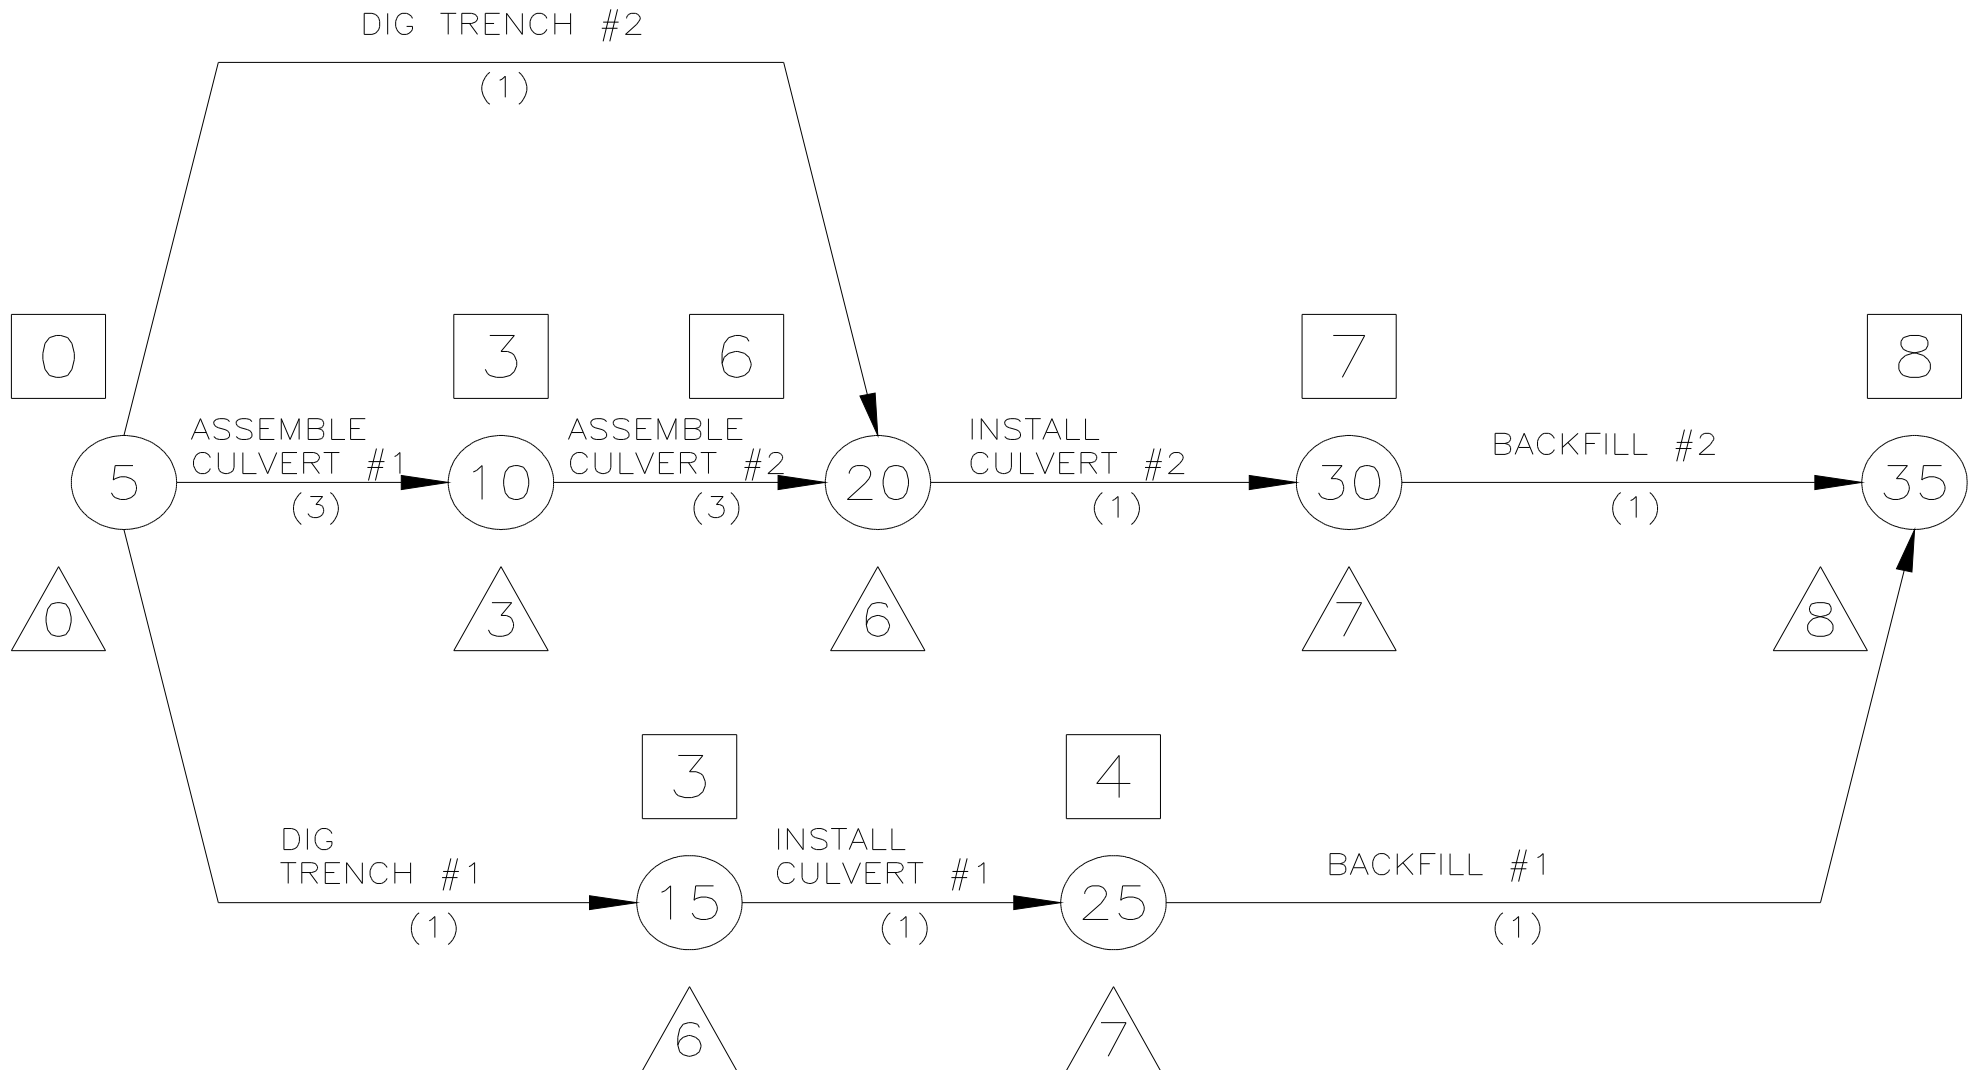 DIG TRENCH #2
(1)
0
3
6
7
8
ASSEMBLE
CULVERT #1
(3)
ASSEMBLE
CULVERT #2
(3)
INSTALL
CULVERT #2
(1)
BACKFILL #2
(1)
5
10
20
30
35
0
3
6
7
8
3
4
DIG
TRENCH #1
(1)
INSTALL
CULVERT #1
(1)
BACKFILL #1
(1)
15
25
6
7